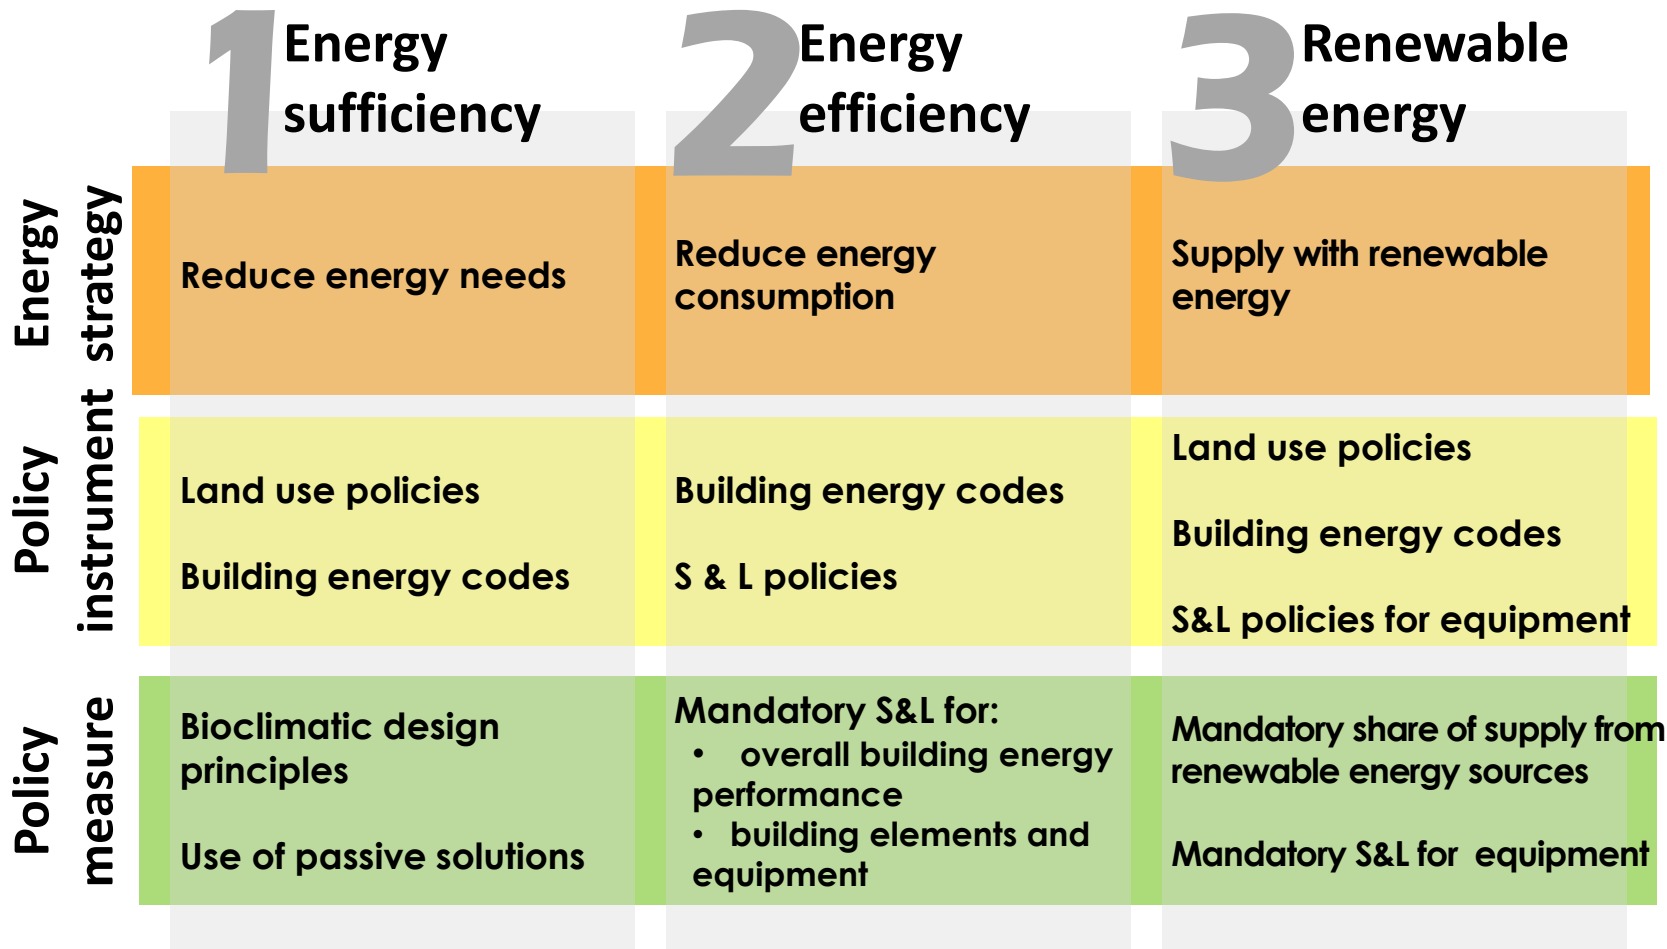 1 Energy
sufficiency
2 Energy
efficiency
3 Renewable
energy
Energy
strategy
Reduce energy needs
Reduce energy
consumption
Supply with renewable
energy
Policy
instrument
Land use policies
Building energy codes
Building energy codes
S & L policies
Land use policies
Building energy codes
S&L policies for equipment
Policy
measure
Bioclimatic design
principles
Use of passive solutions
Mandatory S&L for:
• overall building energy
performance
• building elements and
equipment
Mandatory share of supply from
renewable energy sources
Mandatory S&L for equipment